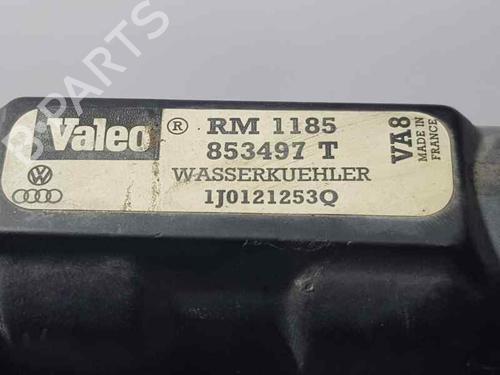 Valeo ® RM 1185
853497 T
WASSERKUEHLER
1J0121253Q
VA8
MADE IN
FRANCE
B-PARTS